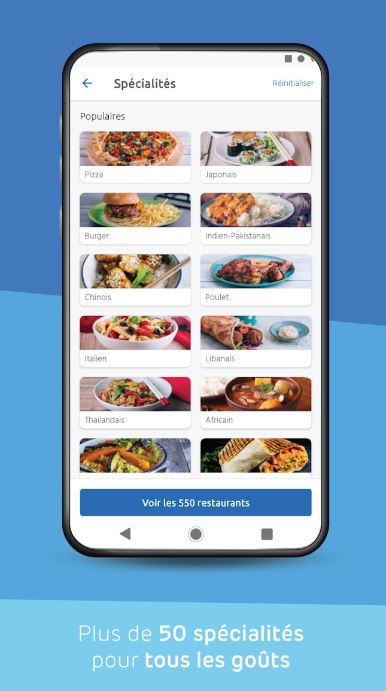 Spécialités
Réinitialiser
Populaires
Pizza
Japonais
Burger
Indien-Pakistanais
Chinois
Poulet
Italien
Libanais
Thaïlandais
Africain
Voir les 550 restaurants
Plus de 50 spécialités
pour tous les goûts